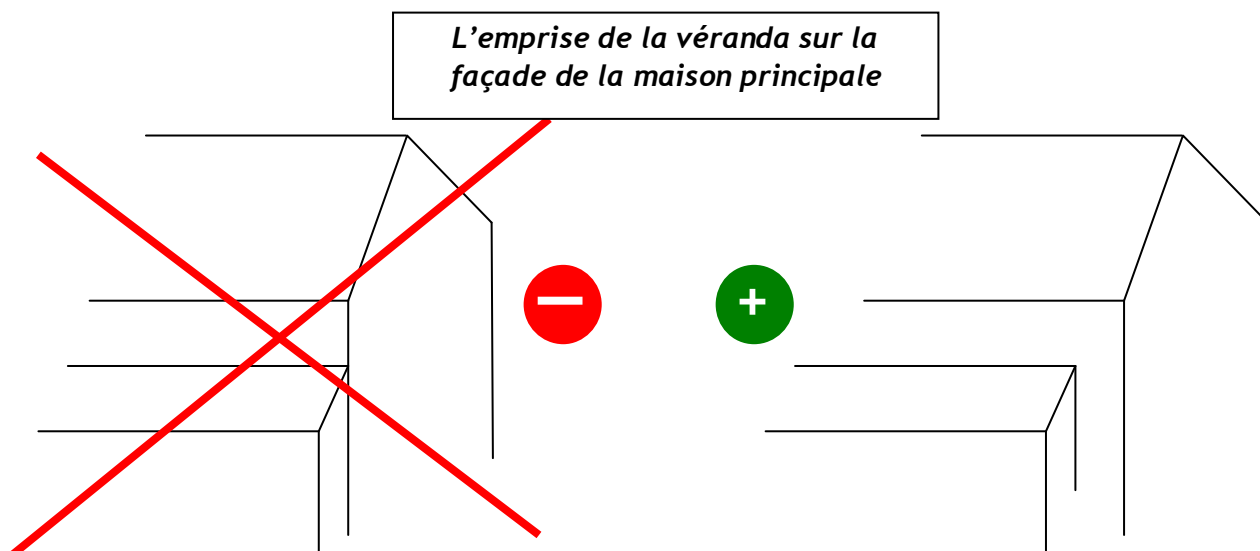 L’emprise de la véranda sur la
façade de la maison principale
–
+